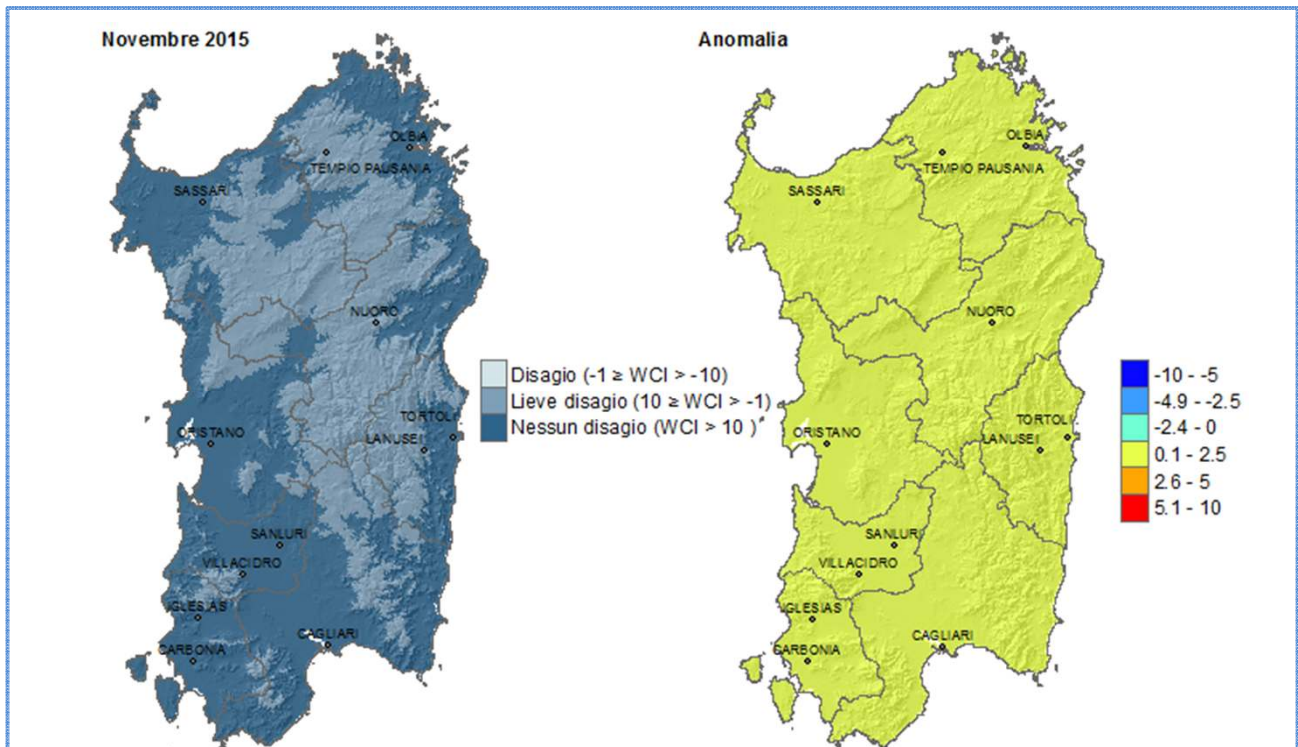 Novembre 2015
OLBIA
TEMPIO PAUSANIA
SASSARI
NUORO
TORTOLI
ORISTANO
LANUSEI
SANLURI
VILLACIDRO
IGLESIAS
CAGLIARI
CARBONIA
Disagio (-1 ≥ WCI > -10)
Lieve disagio (10 ≥ WCI > -1)
Nessun disagio (WCI > 10 )
Anomalia
OLBIA
TEMPIO PAUSANIA
SASSARI
NUORO
TORTOLI
ORISTANO
LANUSEI
SANLURI
VILLACIDRO
IGLESIAS
CAGLIARI
CARBONIA
-10 - -5
-4.9 - -2.5
-2.4 - 0
0.1 - 2.5
2.6 - 5
5.1 - 10